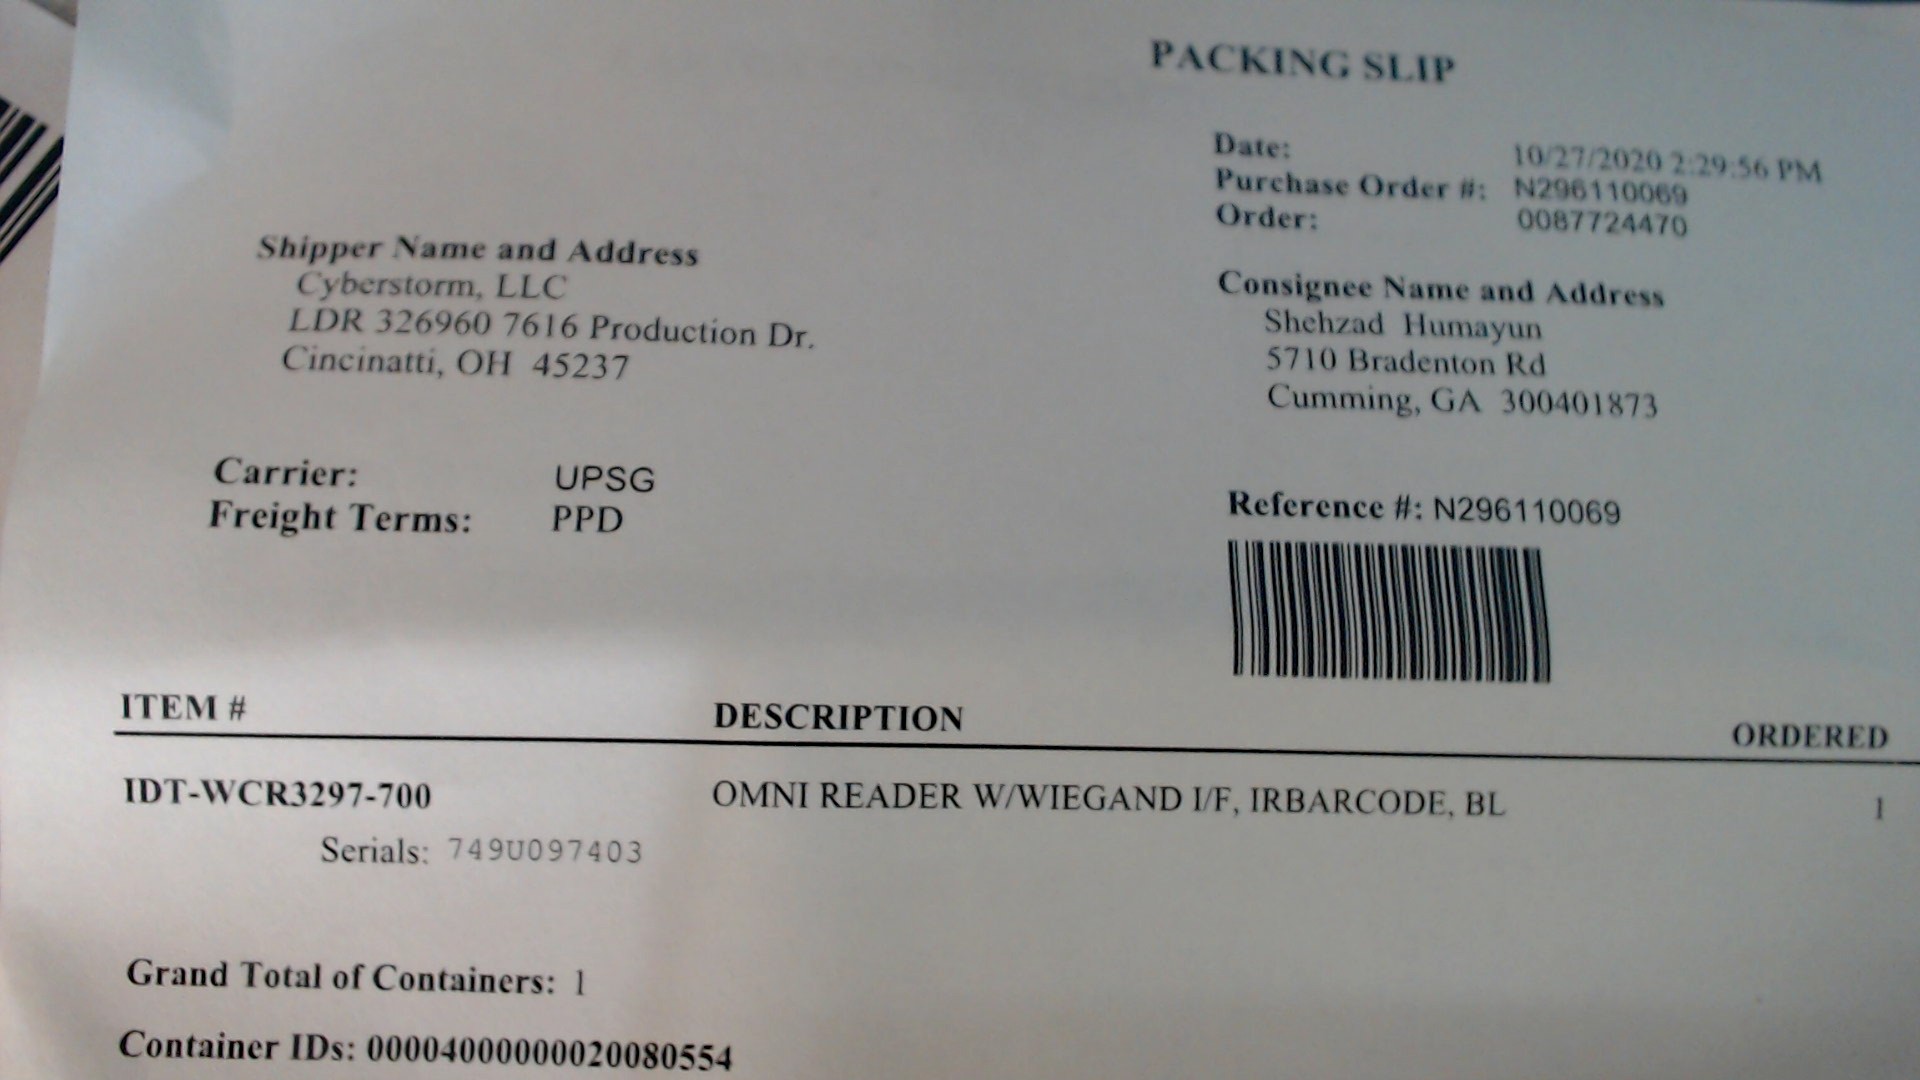 PACKING SLIP
Date: 10/27/2020 2:29:56 PM
Purchase Order #: N296110069
Order: 0087724470
Shipper Name and Address
Cyberstorm, LLC
LDR 326960 7616 Production Dr.
Cincinatti, OH 45237
Consignee Name and Address
Shehzad Humayun
5710 Bradenton Rd
Cumming, GA 300401873
Carrier: UPSG
Freight Terms: PPD
Reference #: N296110069
ITEM # DESCRIPTION ORDERED
IDT-WCR3297-700 OMNI READER W/WIEGAND I/F, IRBARCODE, BL 1
Serials: 749U097403
Grand Total of Containers: 1
Container IDs: 00004000000020080554